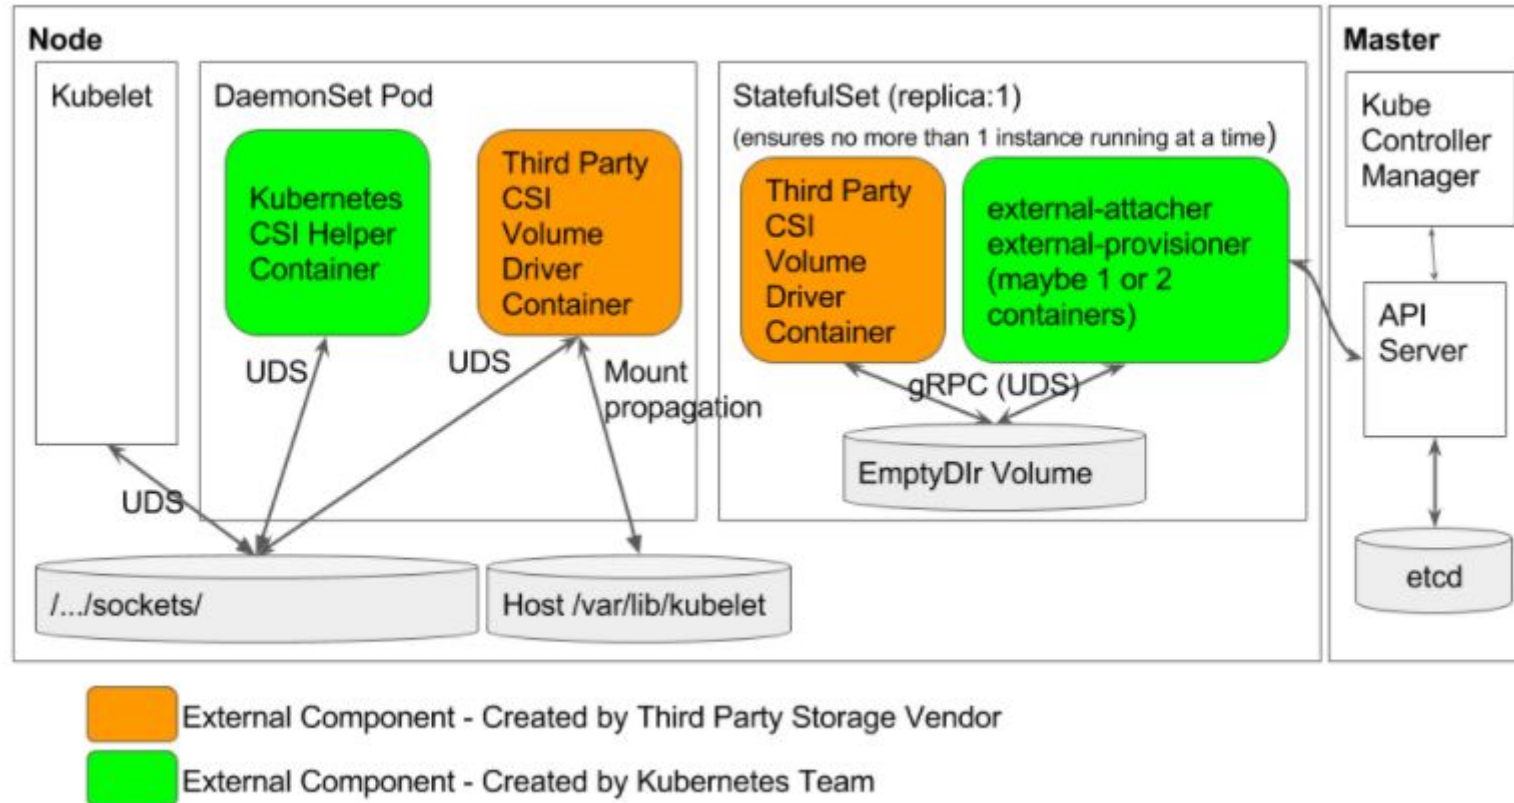 Node
Kubelet
DaemonSet Pod
Kubernetes
CSI Helper
Container
Third Party
CSI
Volume
Driver
Container
UDS
UDS
Mount
propagation
UDS
/.../sockets/
Host /var/lib/kubelet
StatefulSet (replica:1)
(ensures no more than 1 instance running at a time)
Third Party
CSI
Volume
Driver
Container
external-attacher
external-provisioner
(maybe 1 or 2
containers)
gRPC (UDS)
EmptyDIr Volume
Master
Kube
Controller
Manager
API
Server
etcd
External Component - Created by Third Party Storage Vendor
External Component - Created by Kubernetes Team